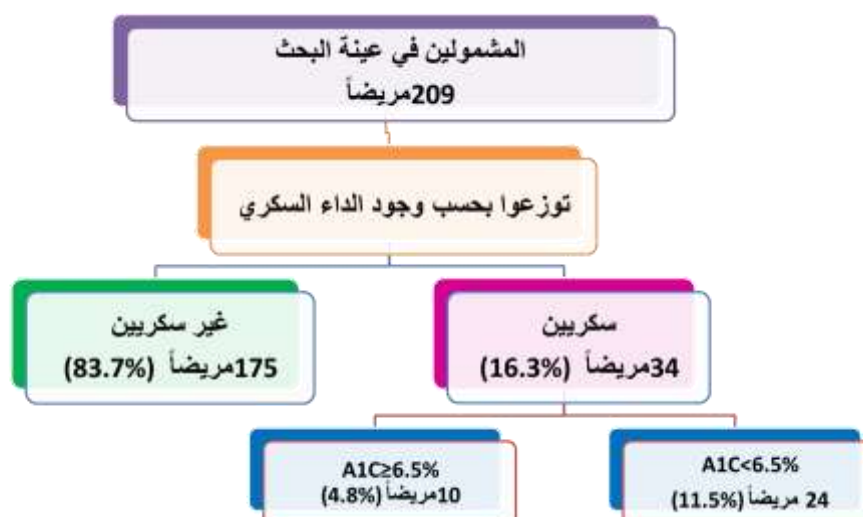 المشمولين في عينة البحث
209مريضاً
توزعوا بحسب وجود الداء السكري
سكريين
34مريضاً (16.3%)
غير سكريين
175مريضاً (83.7%)
A1C<6.5%
24 مريضاً (11.5%)
A1C≥6.5%
10مريضاً (4.8%)